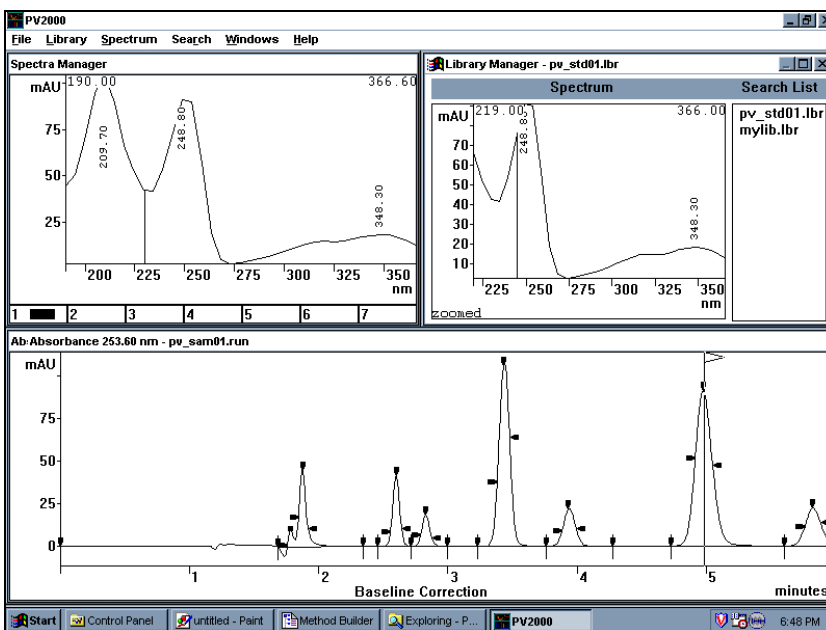 PV2000
File Library Spectrum Search Windows Help
Spectra Manager
mAU 190.00 366.60
75
50
25
209.70
248.80
348.30
200 225 250 275 300 325 350
nm
1 2 3 4 5 6 7
Library Manager - pv_std01.lbr
Spectrum Search List
mAU 219.00 366.00
70
60
50
40
30
20
10
248.8
348.30
225 250 275 300 325 350
nm
zoomed
pv_std01.lbr
mylib.lbr
Ab:Absorbance 253.60 nm - pv_sam01.run
mAU
75
50
25
0
1 2 3 4 5
Baseline Correction minutes
Start Control Panel untitled - Paint Method Builder Exploring - P... PV2000 6:48 PM